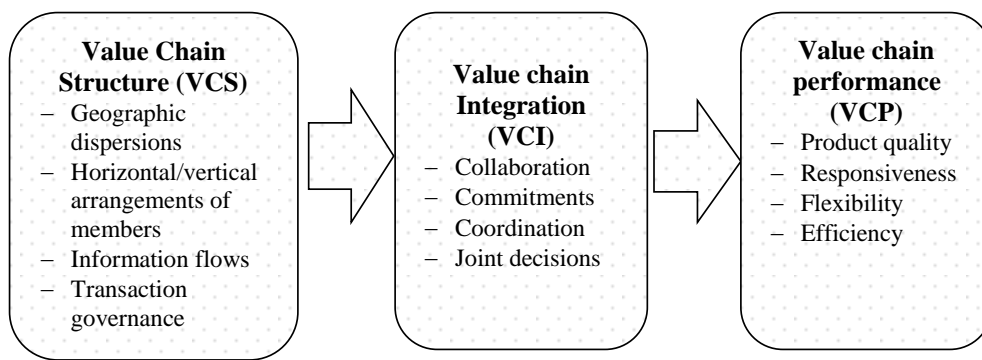 Value Chain
Structure (VCS)
– Geographic
dispersions
– Horizontal/vertical
arrangements of
members
– Information flows
– Transaction
governance
Value chain
Integration
(VCI)
– Collaboration
– Commitments
– Coordination
– Joint decisions
Value chain
performance
(VCP)
– Product quality
– Responsiveness
– Flexibility
– Efficiency